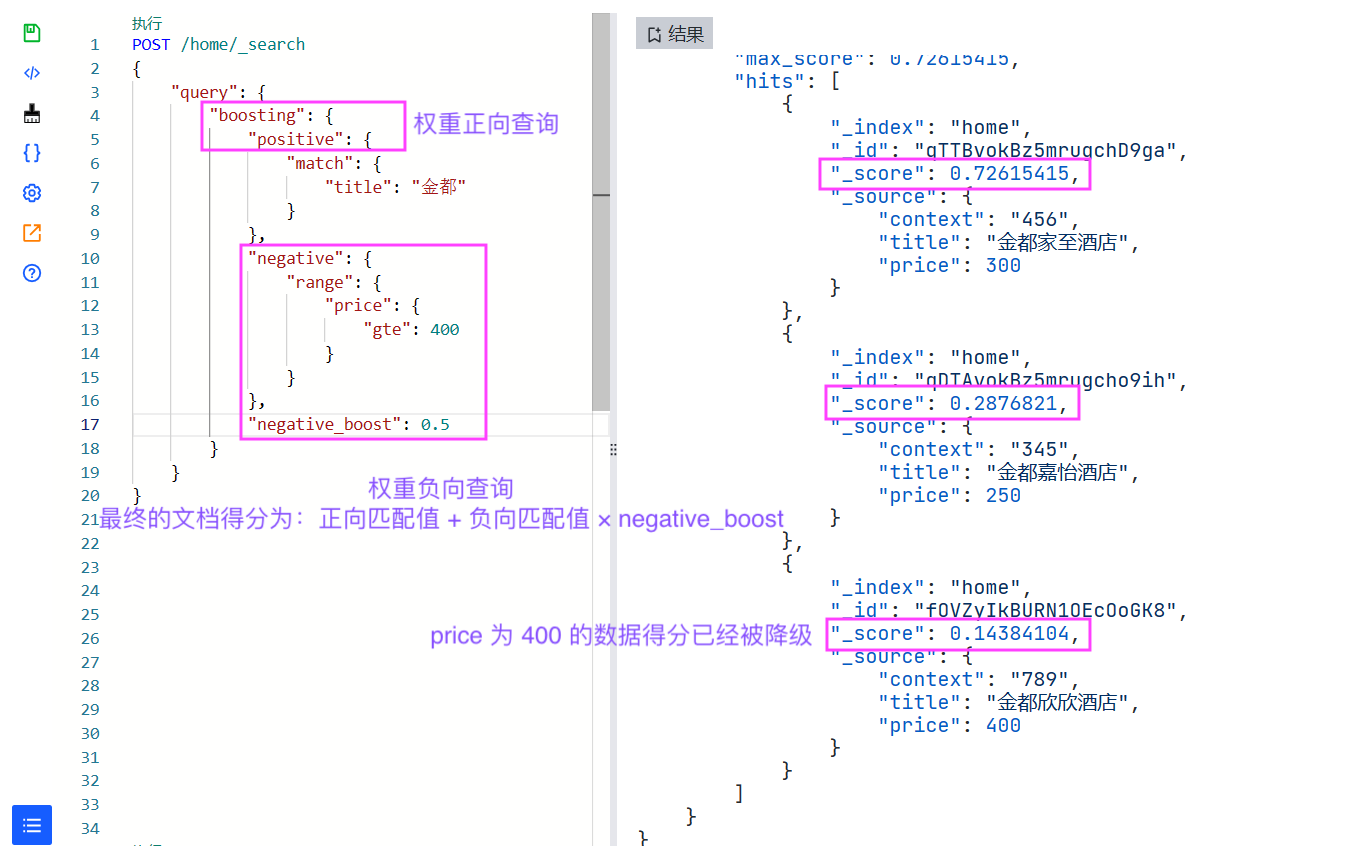 执行
1 POST /home/_search
2 {
3 "query": {
4 "boosting": {
5 "positive": {
6 "match": {
7 "title": "金都"
8 }
9 },
10 "negative": {
11 "range": {
12 "price": {
13 "gte": 400
14 }
15 }
16 },
17 "negative_boost": 0.5
18 }
19 }
20 }
21
22
23
24
25
26
27
28
29
30
31
32
33
34
权重正向查询
权重负向查询
最终的文档得分为：正向匹配值 + 负向匹配值 × negative_boost
price 为 400 的数据得分已经被降级
结果
"max_score": 0.72615415,
"hits": [
{
"_index": "home",
"_id": "gTTBvokBz5mrugchD9ga",
"_score": 0.72615415,
"_source": {
"context": "456",
"title": "金都家至酒店",
"price": 300
}
},
{
"_index": "home",
"_id": "gDTAvokBz5mrugcho9ih",
"_score": 0.2876821,
"_source": {
"context": "345",
"title": "金都嘉怡酒店",
"price": 250
}
},
{
"_index": "home",
"_id": "fOVZyIkBURN1OEcOoGK8",
"_score": 0.14384104,
"_source": {
"context": "789",
"title": "金都欣欣酒店",
"price": 400
}
}
]
}
}